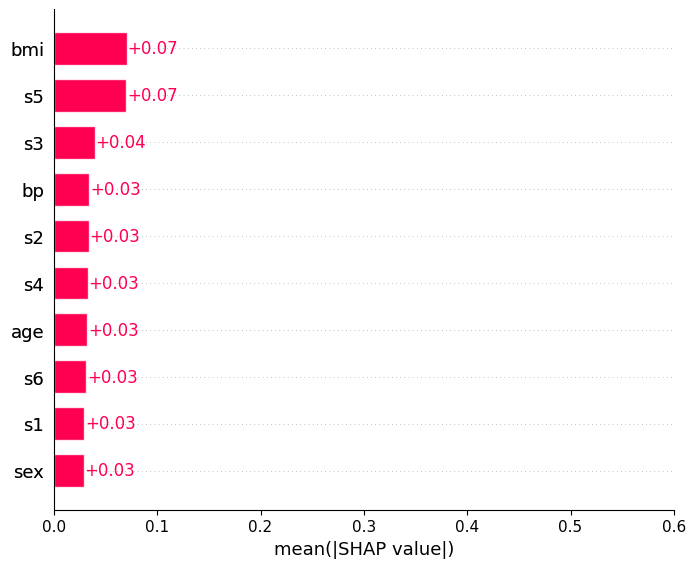 bmi +0.07
s5 +0.07
s3 +0.04
bp +0.03
s2 +0.03
s4 +0.03
age +0.03
s6 +0.03
s1 +0.03
sex +0.03
0.0 0.1 0.2 0.3 0.4 0.5 0.6
mean(|SHAP value|)